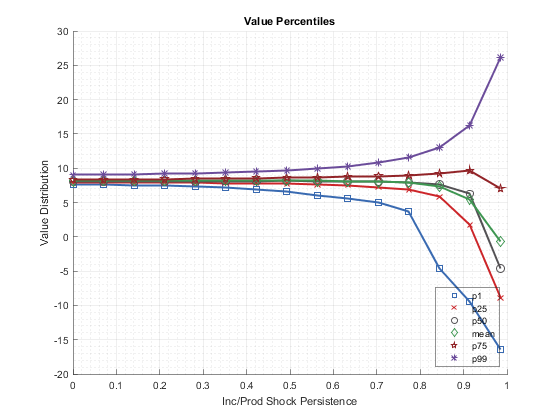 Value Percentiles
30
25
20
15
10
5
0
-5
-10
-15
-20
Value Distribution
p1
p25
p50
mean
p75
p99
0 0.1 0.2 0.3 0.4 0.5 0.6 0.7 0.8 0.9 1
Inc/Prod Shock Persistence